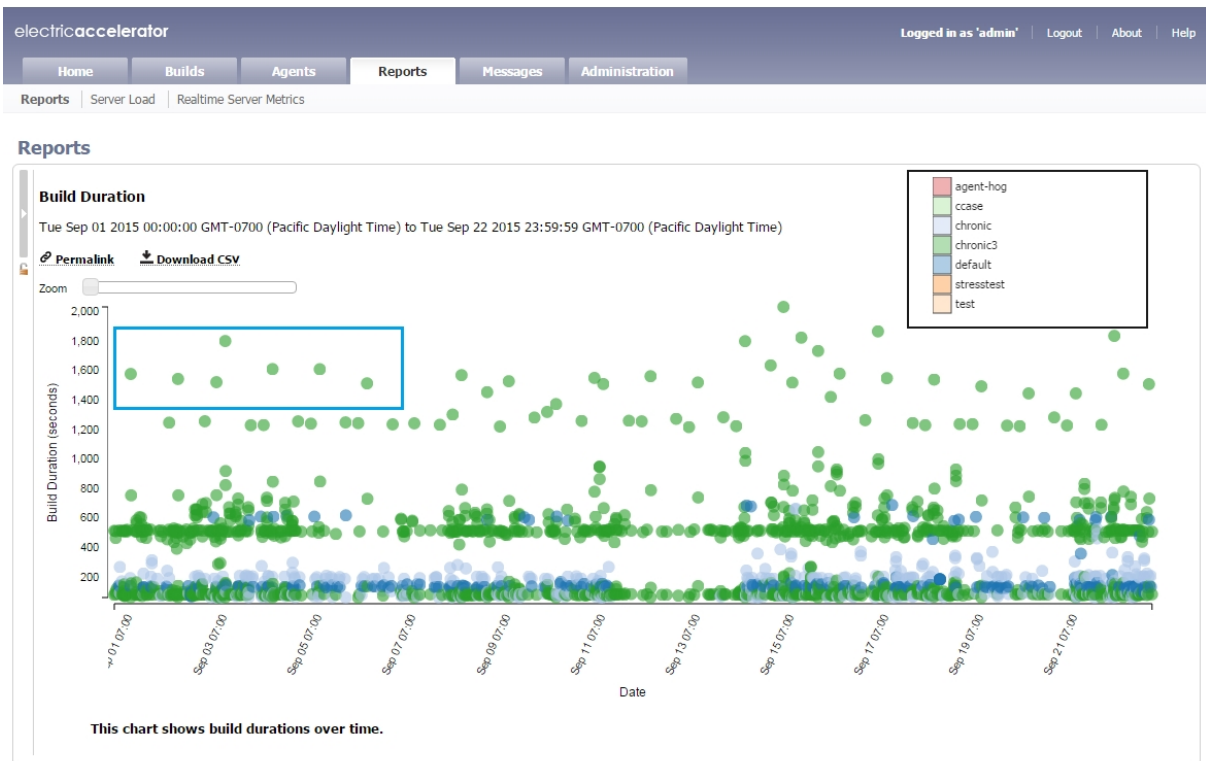 electricaccelerator
Logged in as 'admin' Logout About Help
Home Builds Agents Reports Messages Administration
Reports Server Load Realtime Server Metrics
Reports
Build Duration
Tue Sep 01 2015 00:00:00 GMT-0700 (Pacific Daylight Time) to Tue Sep 22 2015 23:59:59 GMT-0700 (Pacific Daylight Time)
Permalink Download CSV
Zoom
agent-hog
ccase
chronic
chronic3
default
stresstest
test
2,000
1,800
1,600
1,400
1,200
1,000
800
600
400
200
Build Duration (seconds)
01 07:00
Sep 03 07:00
Sep 05 07:00
Sep 07 07:00
Sep 09 07:00
Sep 11 07:00
Sep 13 07:00
Sep 15 07:00
Sep 17 07:00
Sep 19 07:00
Sep 21 07:00
Date
This chart shows build durations over time.